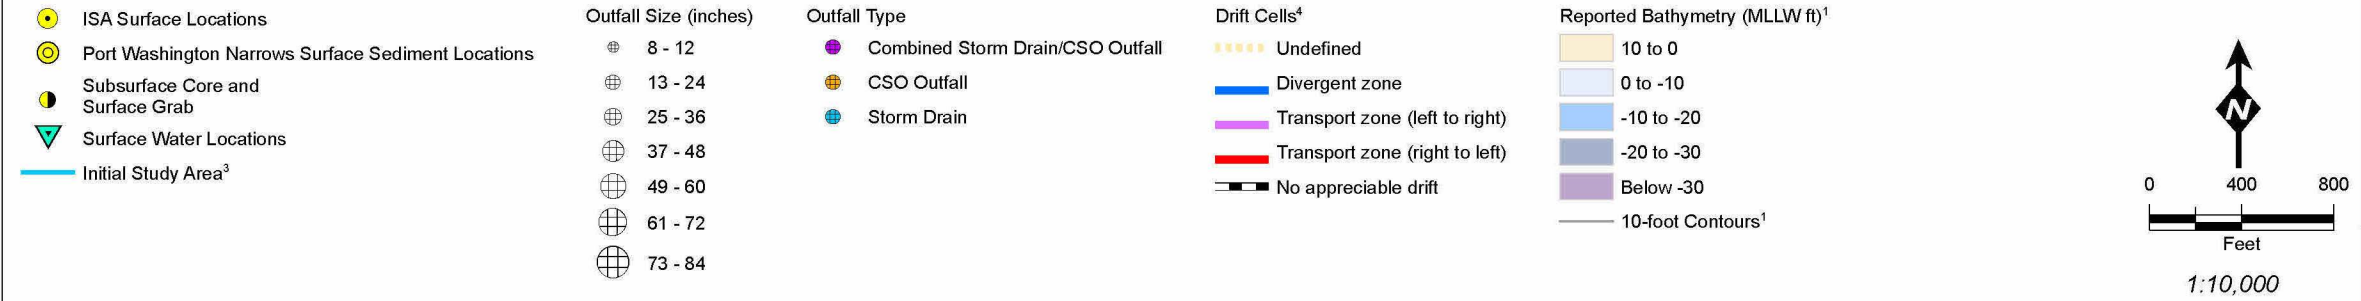 ISA Surface Locations
Port Washington Narrows Surface Sediment Locations
Subsurface Core and
Surface Grab
Surface Water Locations
Initial Study Area³
Outfall Size (inches)
8 - 12
13 - 24
25 - 36
37 - 48
49 - 60
61 - 72
73 - 84
Outfall Type
Combined Storm Drain/CSO Outfall
CSO Outfall
Storm Drain
Drift Cells⁴
Undefined
Divergent zone
Transport zone (left to right)
Transport zone (right to left)
No appreciable drift
Reported Bathymetry (MLLW ft)¹
10 to 0
0 to -10
-10 to -20
-20 to -30
Below -30
10-foot Contours¹
N
0 400 800
Feet
1:10,000